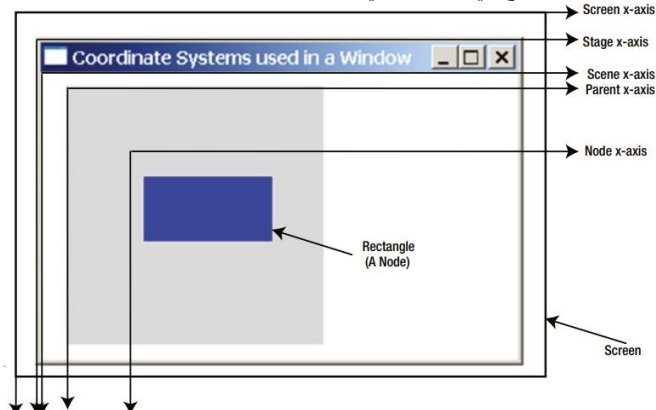 Screen x-axis
Stage x-axis
Coordinate Systems used in a Window
Scene x-axis
Parent x-axis
Node x-axis
Rectangle
(A Node)
Screen